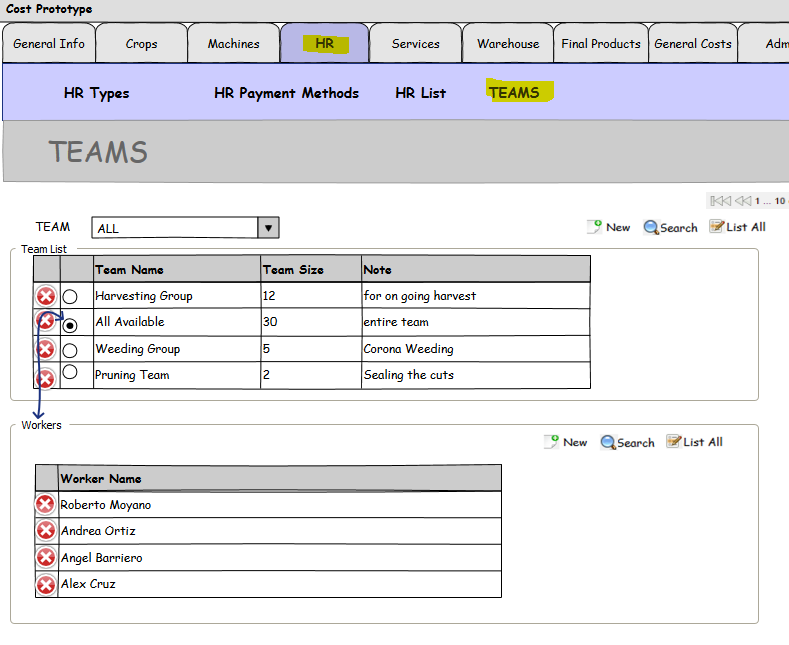 Cost Prototype
General Info Crops Machines HR Services Warehouse Final Products General Costs Adm
HR Types HR Payment Methods HR List TEAMS
TEAMS
1 ... 10
TEAM ALL New Search List All
Team List
Team Name Team Size Note
Harvesting Group 12 for on going harvest
All Available 30 entire team
Weeding Group 5 Corona Weeding
Pruning Team 2 Sealing the cuts
Workers
New Search List All
Worker Name
Roberto Moyano
Andrea Ortiz
Angel Barriero
Alex Cruz